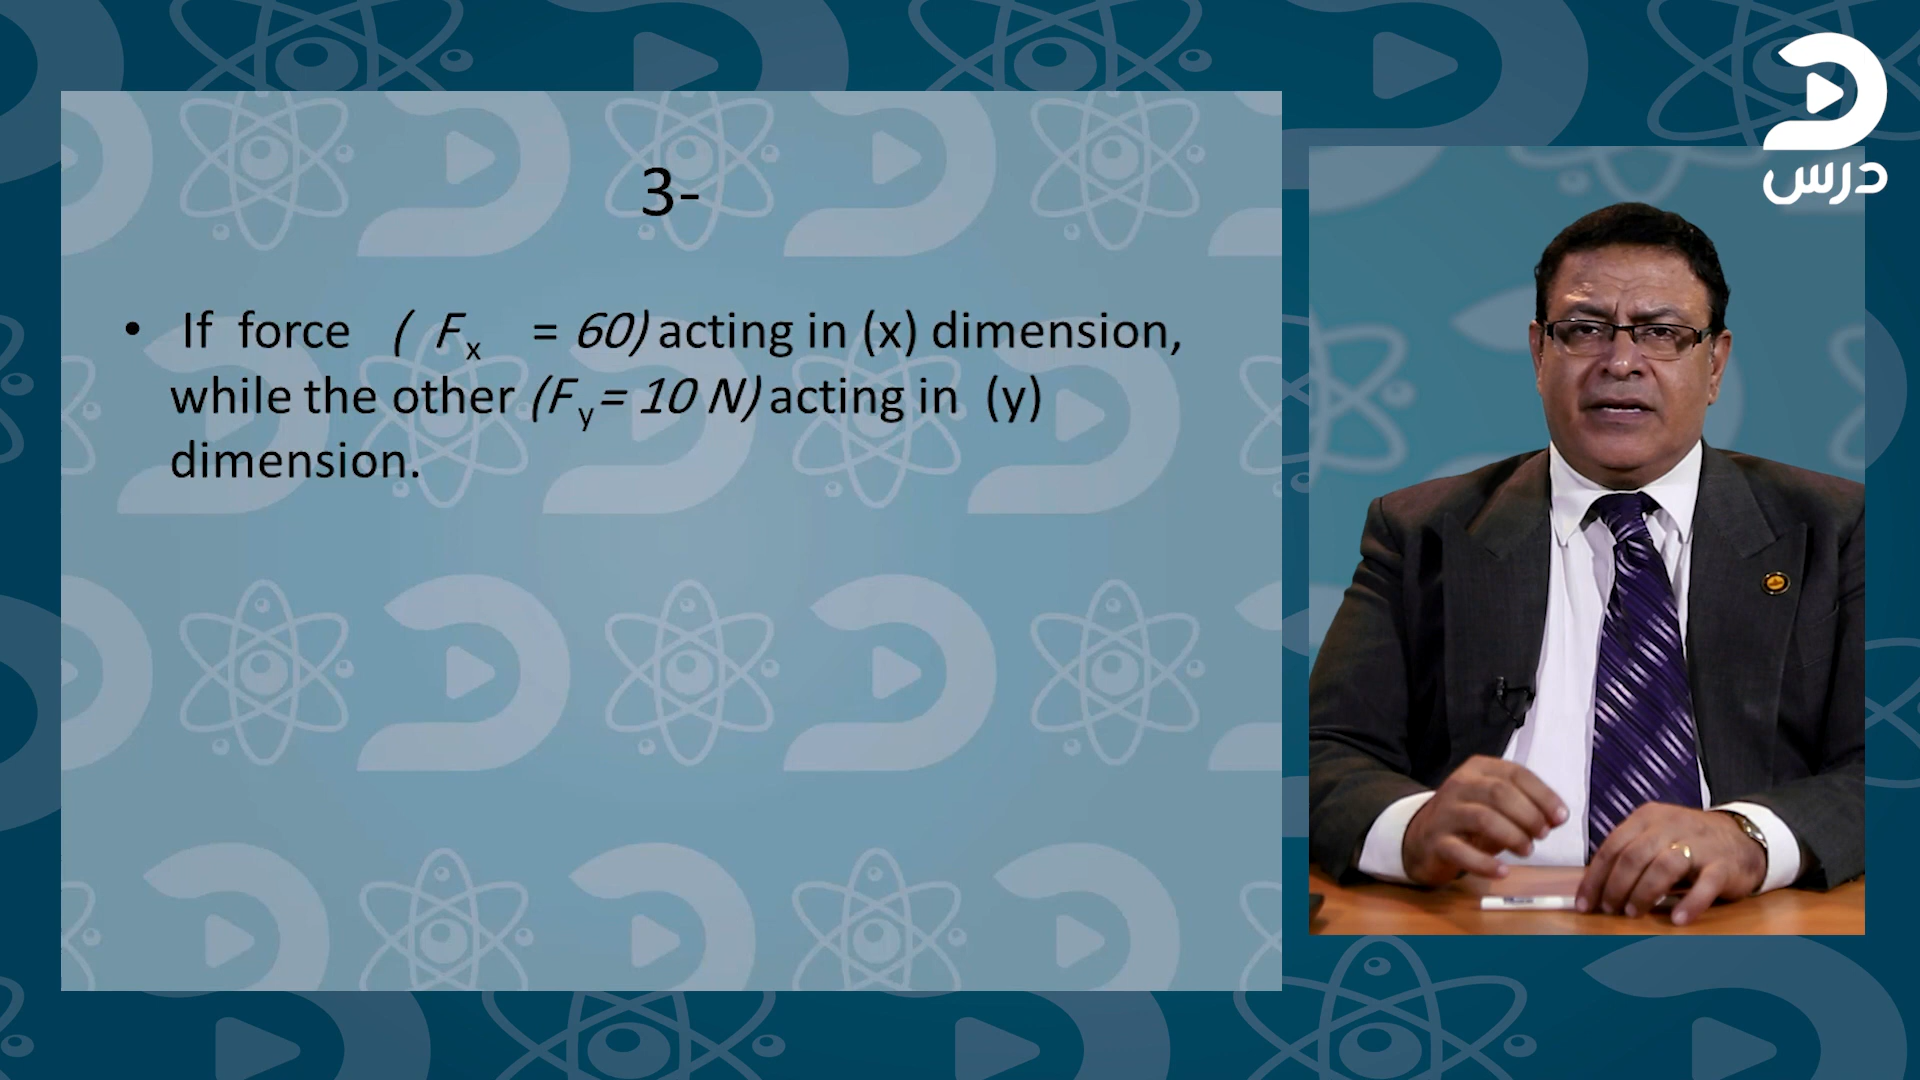 3-
• If force ( Fx = 60) acting in (x) dimension,
while the other (Fy = 10 N) acting in (y)
dimension.
درس